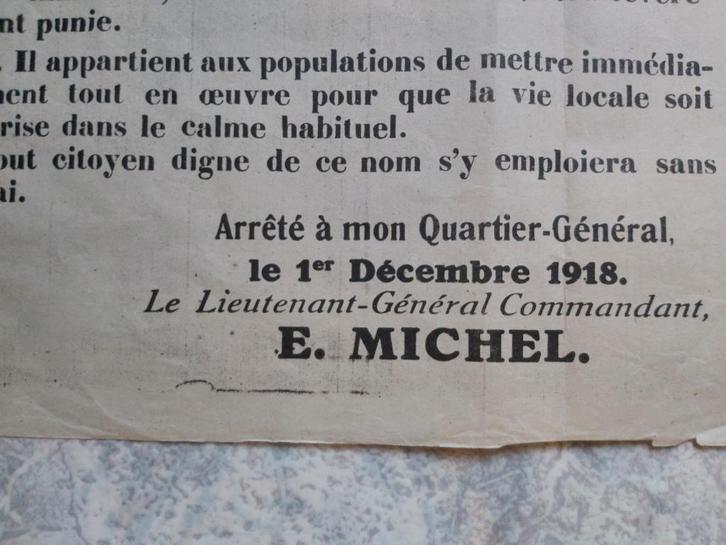 nt punie.
. Il appartient aux populations de mettre immédia-
ment tout en œuvre pour que la vie locale soit
rise dans le calme habituel.
out citoyen digne de ce nom s'y emploiera sans
ai.
Arrêté à mon Quartier-Général,
le 1er Décembre 1918.
Le Lieutenant-Général Commandant,
E. MICHEL.